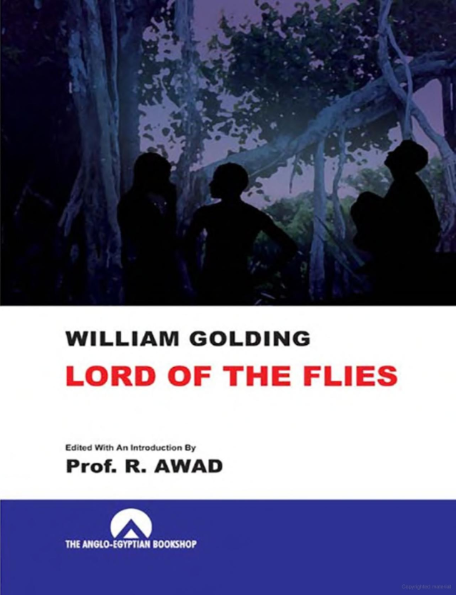 WILLIAM GOLDING
LORD OF THE FLIES
Edited With An Introduction By
Prof. R. AWAD
THE ANGLO-EGYPTIAN BOOKSHOP